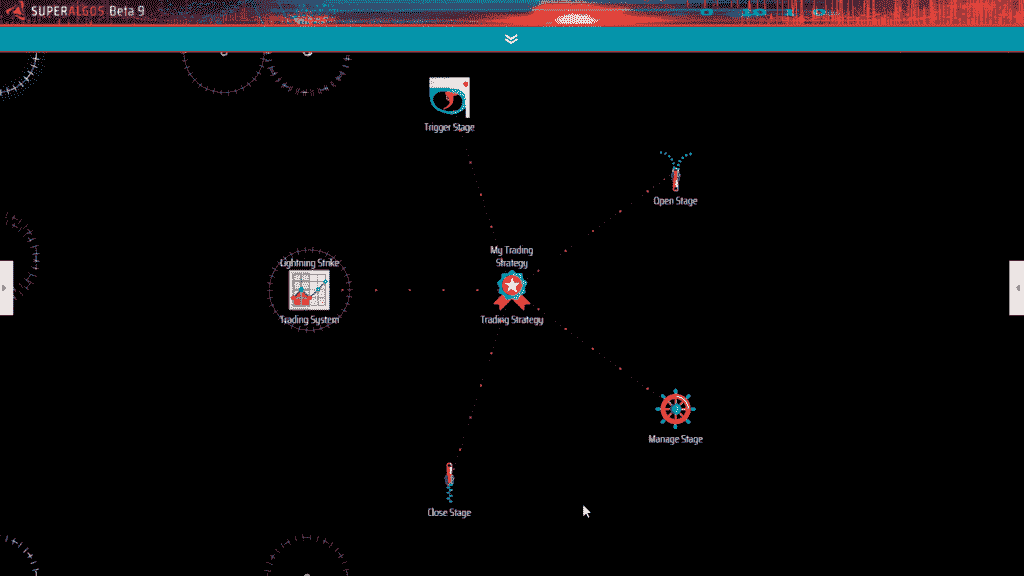 SUPERALGOS Beta 9
Trigger Stage
Open Stage
My Trading
Strategy
Lightning Strike
Trading System
Trading Strategy
Manage Stage
Close Stage